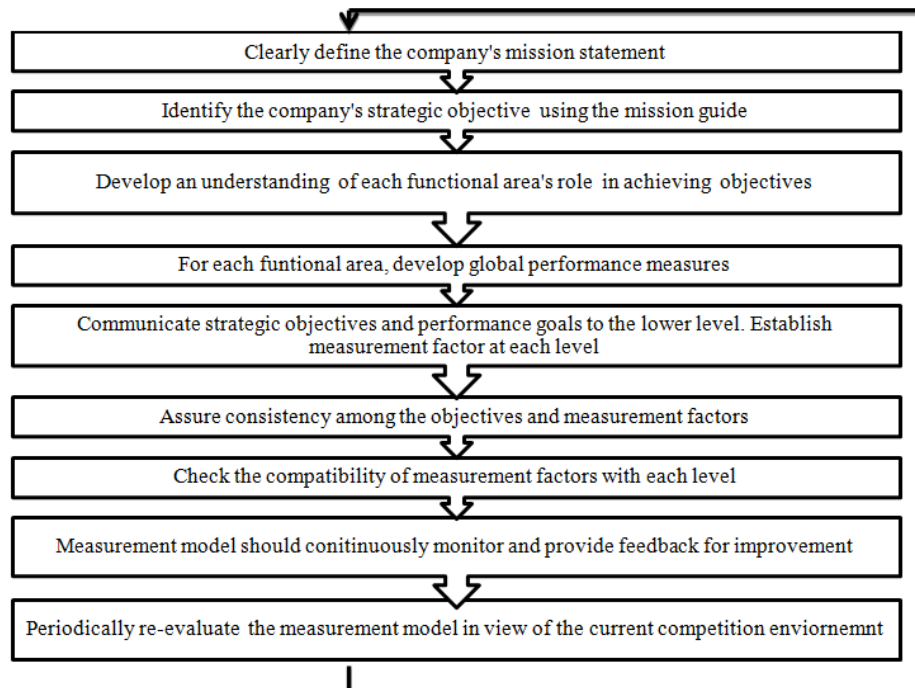 Clearly define the company's mission statement
Identify the company's strategic objective using the mission guide
Develop an understanding of each functional area's role in achieving objectives
For each funtional area, develop global performance measures
Communicate strategic objectives and performance goals to the lower level. Establish
measurement factor at each level
Assure consistency among the objectives and measurement factors
Check the compatibility of measurement factors with each level
Measurement model should conitinuously monitor and provide feedback for improvement
Periodically re-evaluate the measurement model in view of the current competition enviornemnt